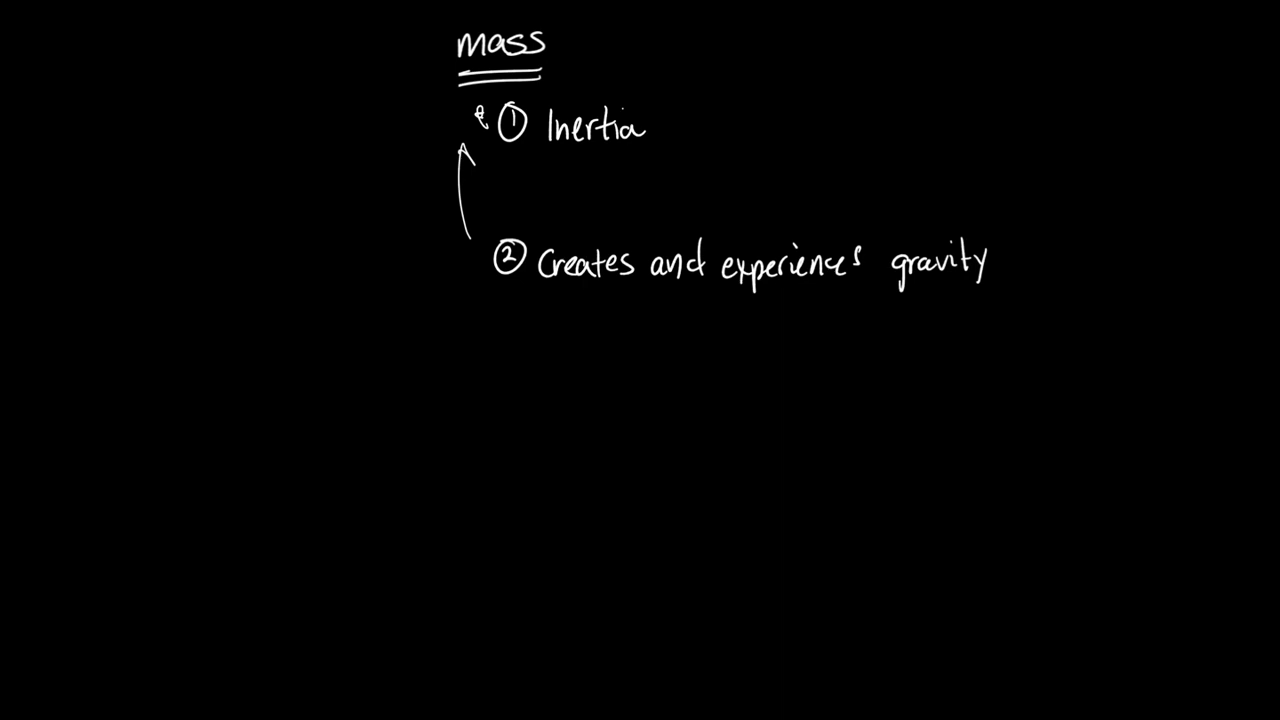 mass
① Inertia
② Creates and experiences gravity